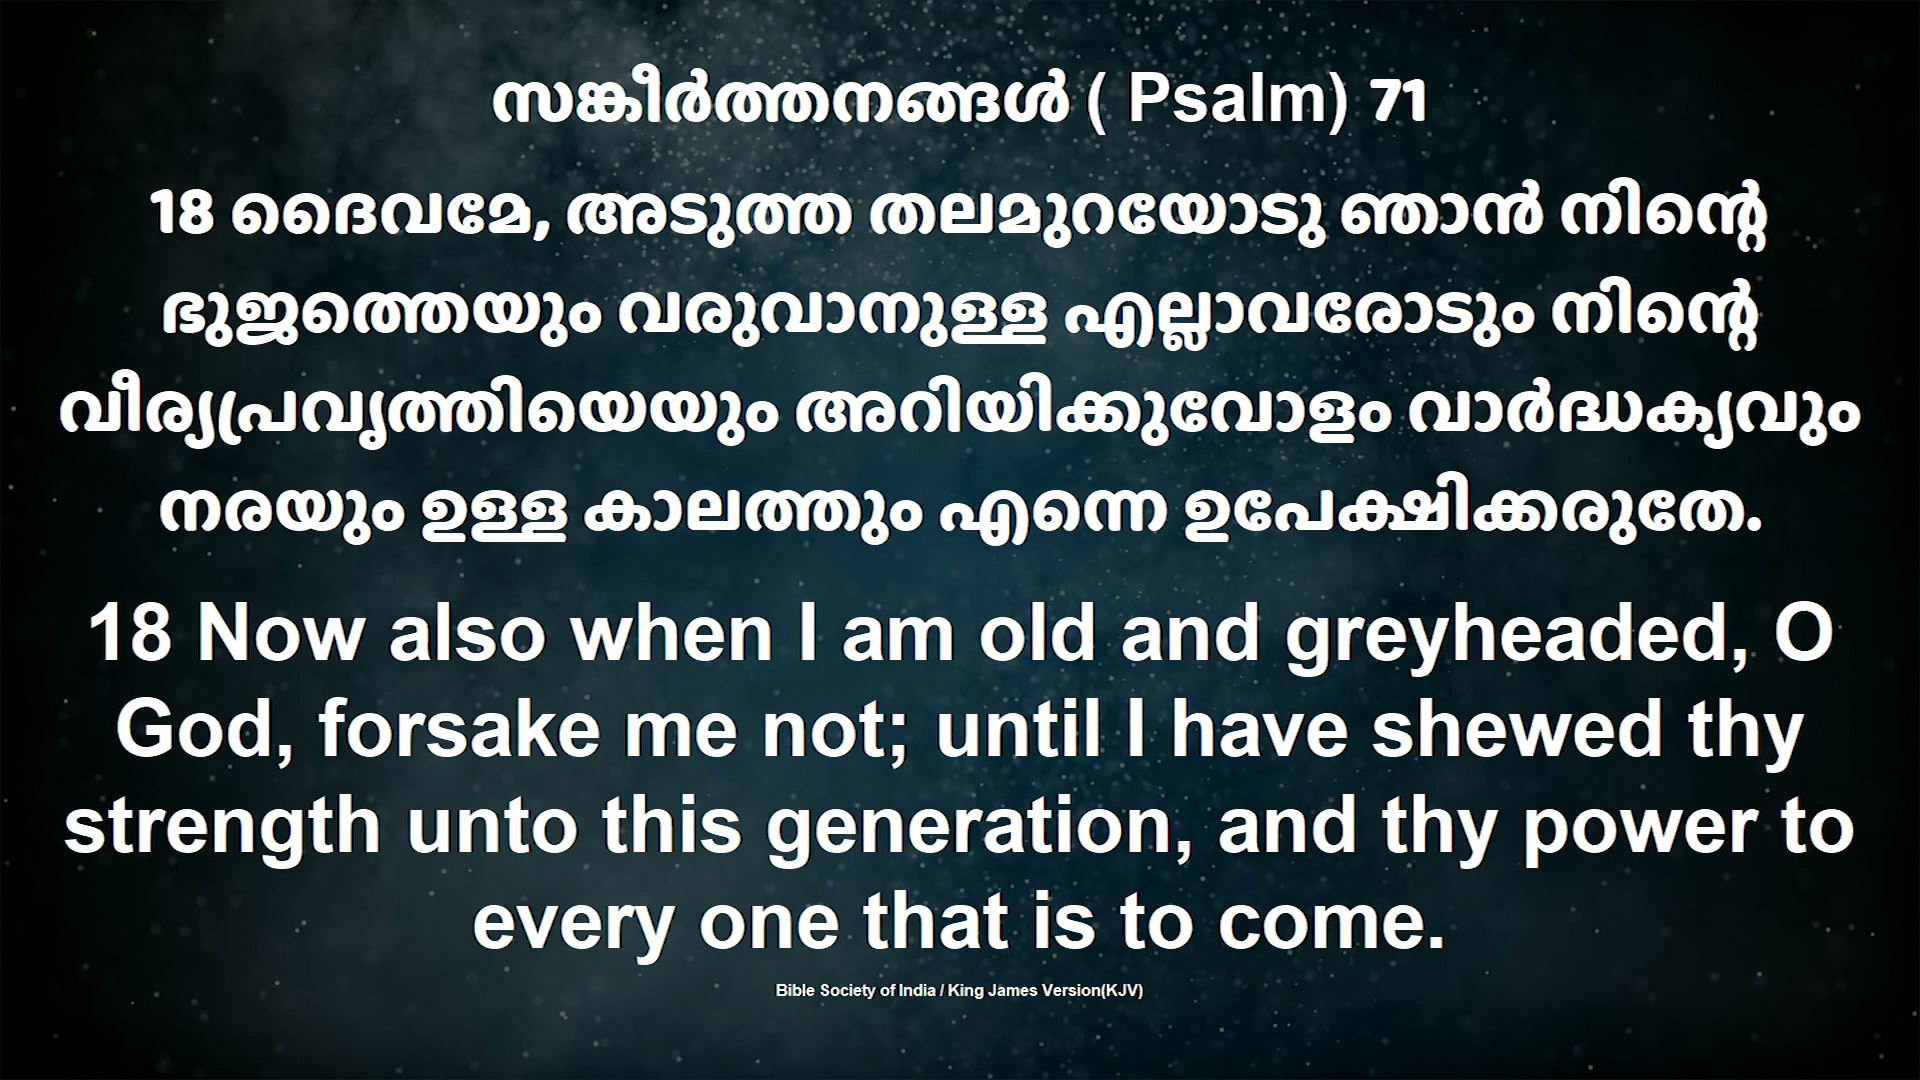 സങ്കീർത്തനങ്ങൾ ( Psalm) 71
18 ദൈവമേ, അടുത്ത തലമുറയോടു ഞാൻ നിന്റെ
ഭുജത്തെയും വരുവാനുള്ള എല്ലാവരോടും നിന്റെ
വീര്യപ്രവൃത്തിയെയും അറിയിക്കുവോളം വാർദ്ധക്യവും
നരയും ഉള്ള കാലത്തും എന്നെ ഉപേക്ഷിക്കരുതേ.
18 Now also when I am old and greyheaded, O
God, forsake me not; until I have shewed thy
strength unto this generation, and thy power to
every one that is to come.
Bible Society of India / King James Version(KJV)